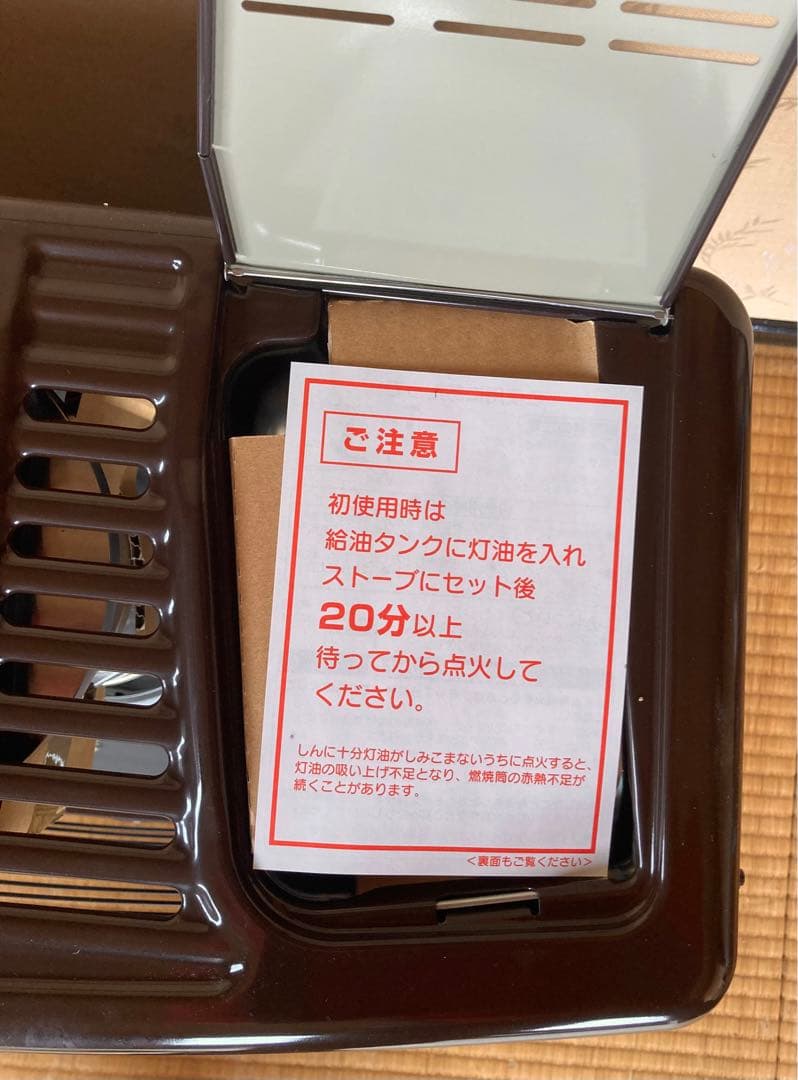 ご注意
初使用時は
給油タンクに灯油を入れ
ストーブにセット後
20分以上
待ってから点火して
ください。
しんに十分灯油がしみこまないうちに点火すると、
灯油の吸い上げ不足となり、燃焼筒の赤熱不足が
続くことがあります。
＜裏面もご覧ください＞